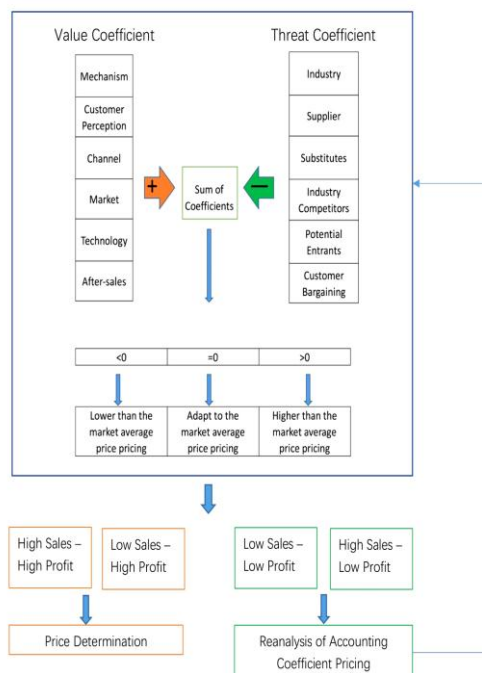 Value Coefficient
Threat Coefficient
Mechanism
Customer
Perception
Channel
Market
Technology
After-sales
+
Sum of
Coefficients
—
Industry
Supplier
Substitutes
Industry
Competitors
Potential
Entrants
Customer
Bargaining
<0
=0
>0
Lower than the
market average
price pricing
Adapt to the
market average
price pricing
Higher than the
market average
price pricing
High Sales –
High Profit
Low Sales –
High Profit
Low Sales –
Low Profit
High Sales –
Low Profit
Price Determination
Reanalysis of Accounting
Coefficient Pricing